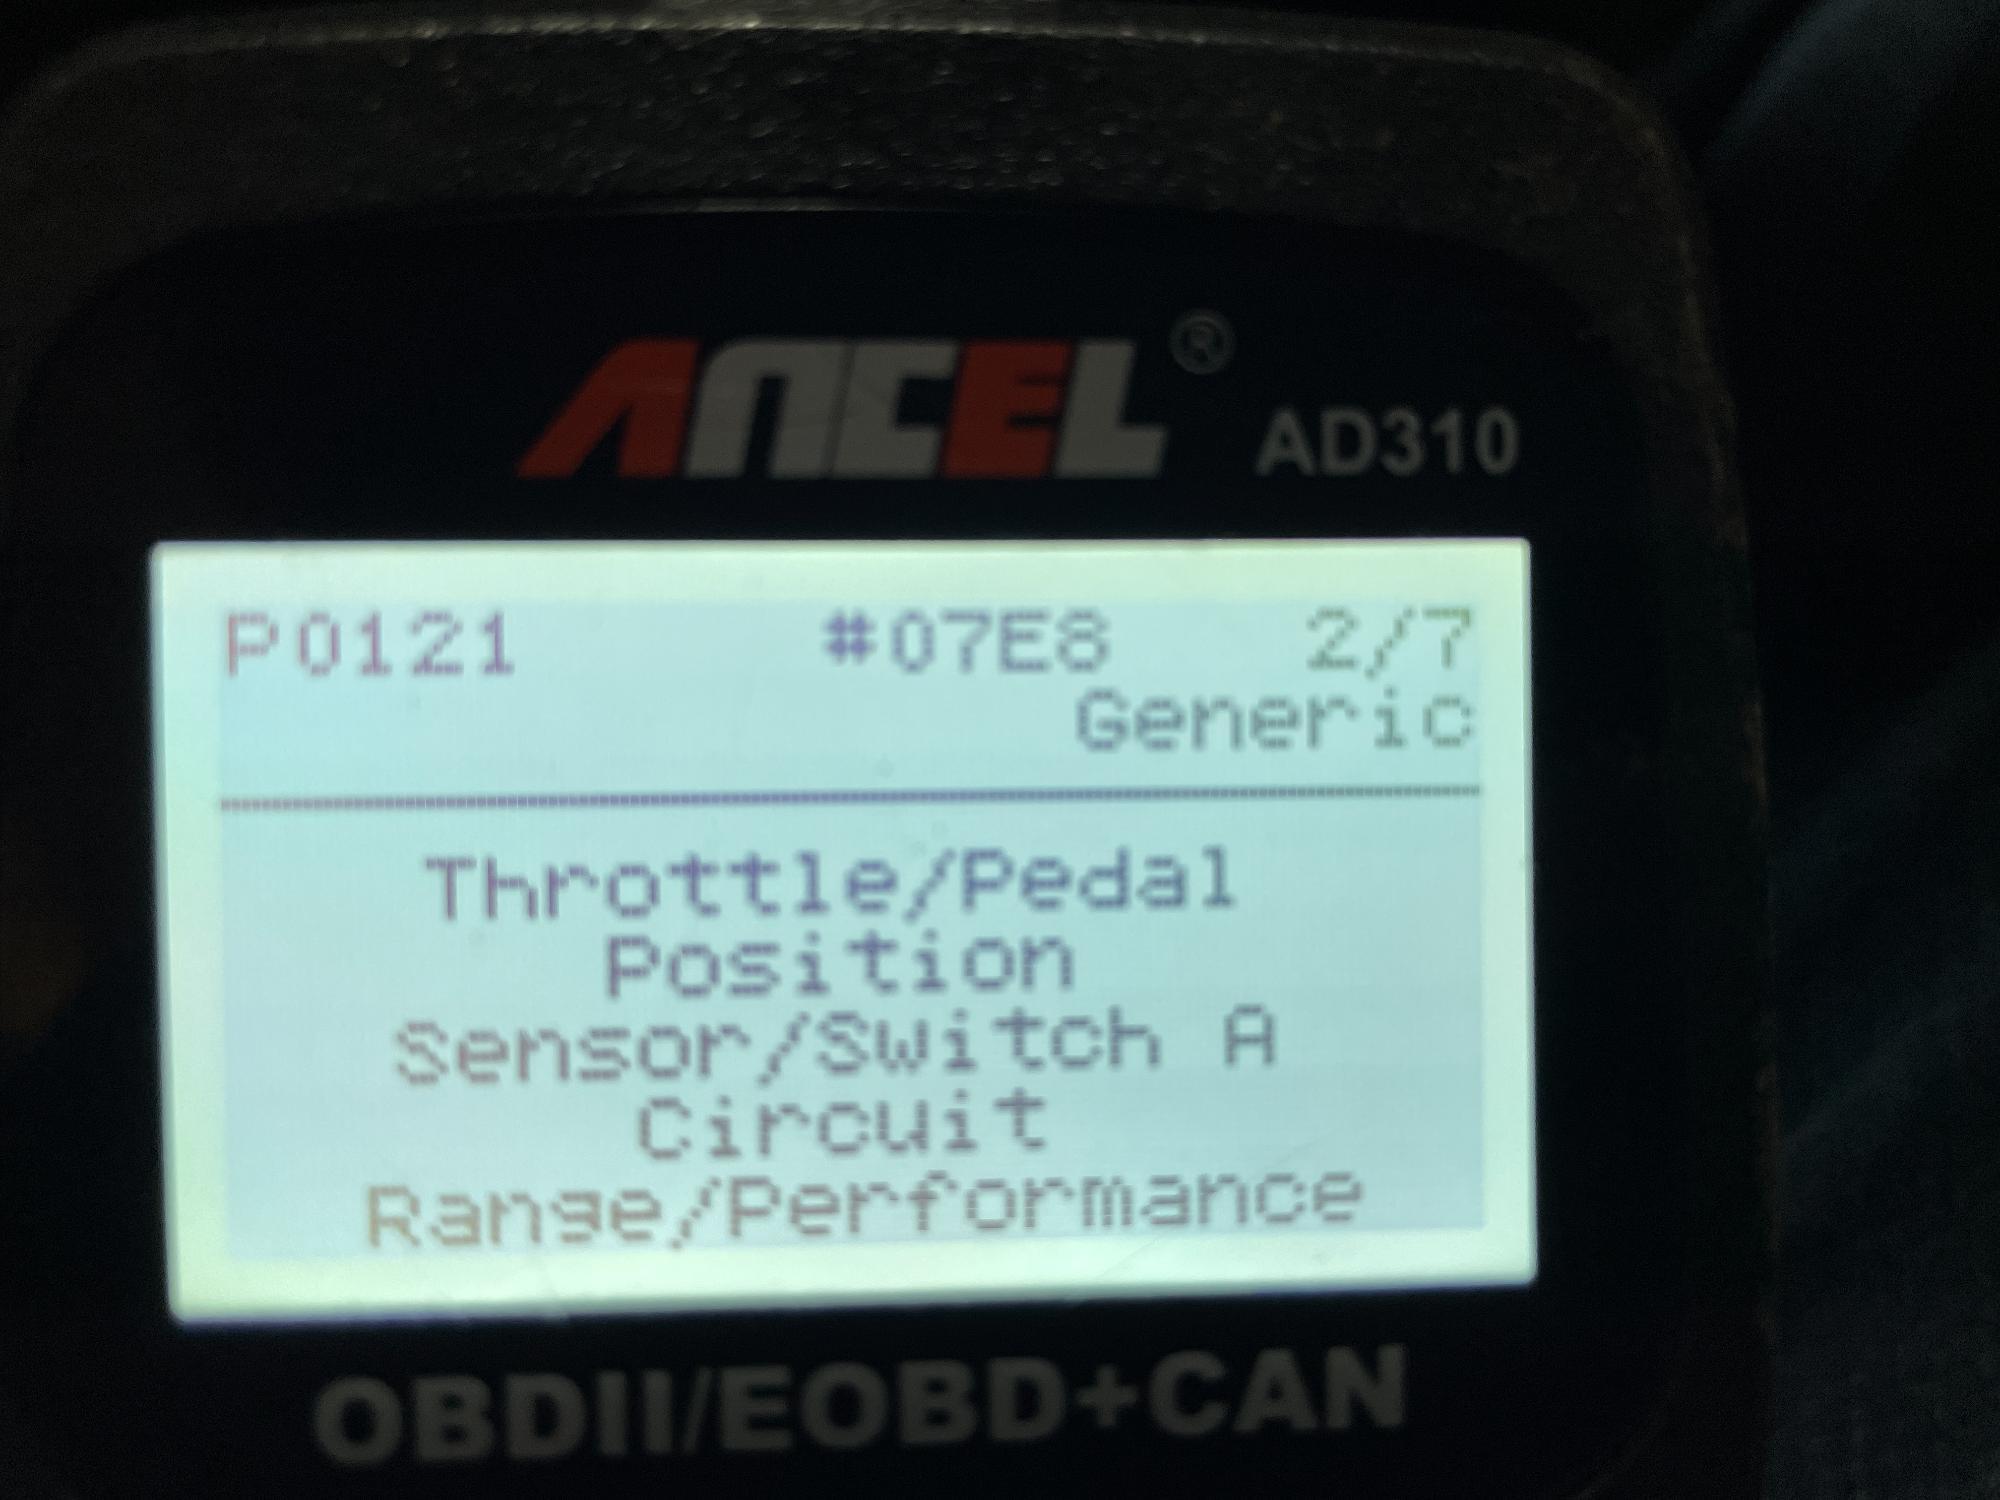 ANCEL® AD310
P0121 #07E8 2/7
Generic
Throttle/Pedal
Position
Sensor/Switch A
Circuit
Range/Performance
OBDII/EOBD+CAN